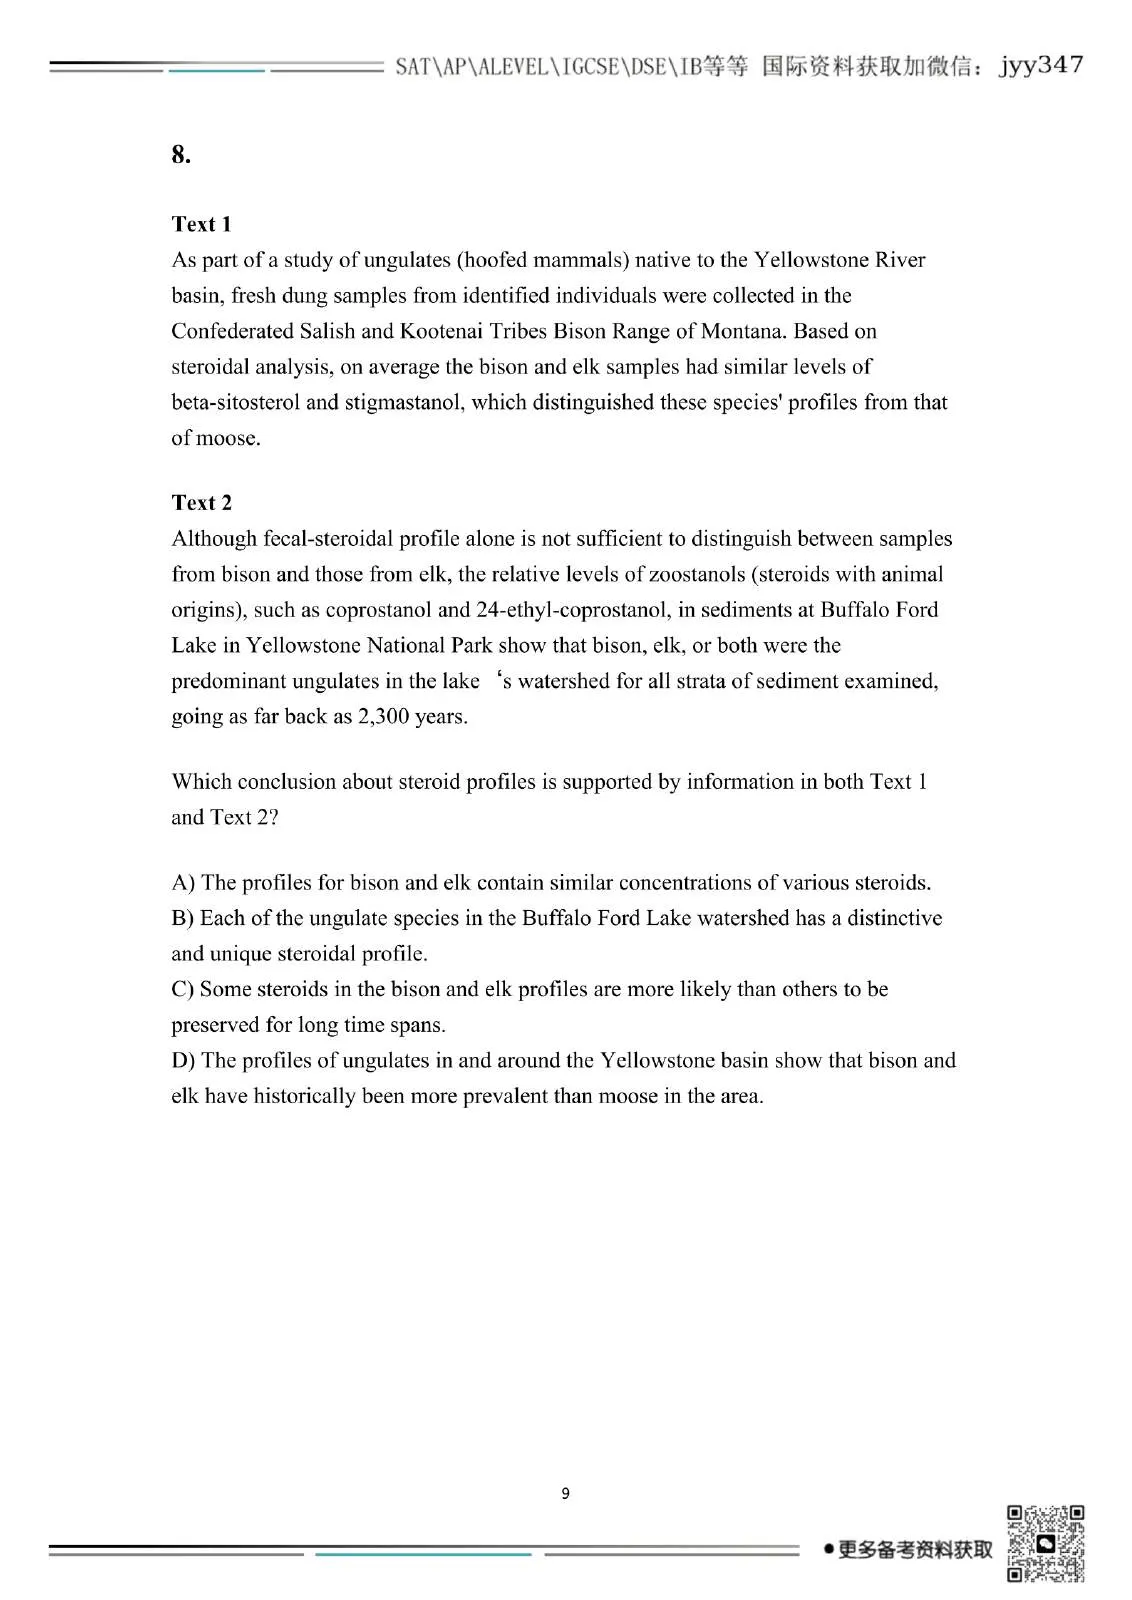 SAT\AP\ALEVEL\IGCSE\DSE\IB等等 国际资料获取加微信： jyy347
8.
Text 1
As part of a study of ungulates (hoofed mammals) native to the Yellowstone River
basin, fresh dung samples from identified individuals were collected in the
Confederated Salish and Kootenai Tribes Bison Range of Montana. Based on
steroidal analysis, on average the bison and elk samples had similar levels of
beta-sitosterol and stigmastanol, which distinguished these species' profiles from that
of moose.
Text 2
Although fecal-steroidal profile alone is not sufficient to distinguish between samples
from bison and those from elk, the relative levels of zoostanols (steroids with animal
origins), such as coprostanol and 24-ethyl-coprostanol, in sediments at Buffalo Ford
Lake in Yellowstone National Park show that bison, elk, or both were the
predominant ungulates in the lake ‘s watershed for all strata of sediment examined,
going as far back as 2,300 years.
Which conclusion about steroid profiles is supported by information in both Text 1
and Text 2?
A) The profiles for bison and elk contain similar concentrations of various steroids.
B) Each of the ungulate species in the Buffalo Ford Lake watershed has a distinctive
and unique steroidal profile.
C) Some steroids in the bison and elk profiles are more likely than others to be
preserved for long time spans.
D) The profiles of ungulates in and around the Yellowstone basin show that bison and
elk have historically been more prevalent than moose in the area.
9
●更多备考资料获取